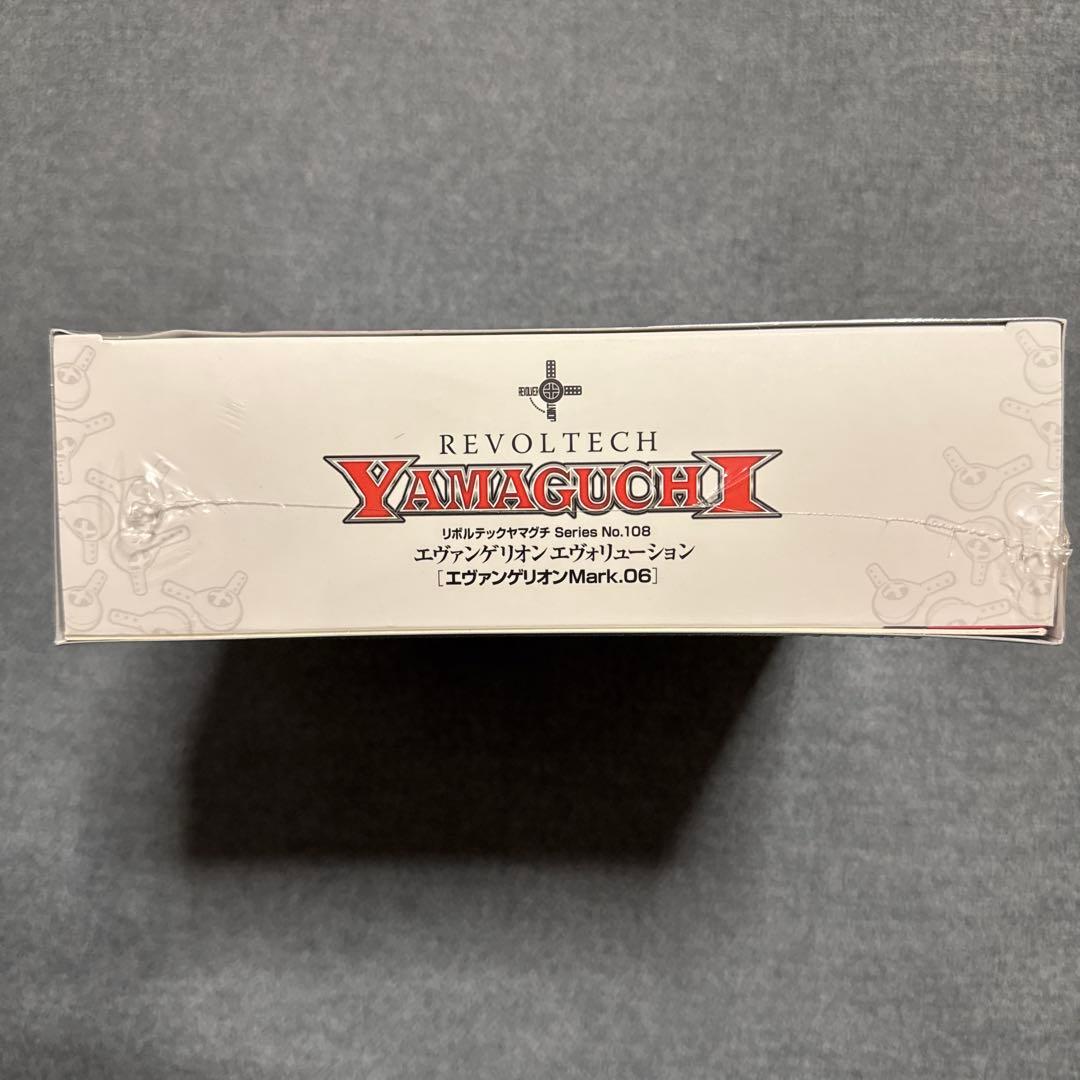 REVOLVER
JOINT
REVOLTECH
YAMAGUCHI
リボルテックヤマグチ Series No.108
エヴァンゲリオン エヴォリューション
[エヴァンゲリオンMark.06]